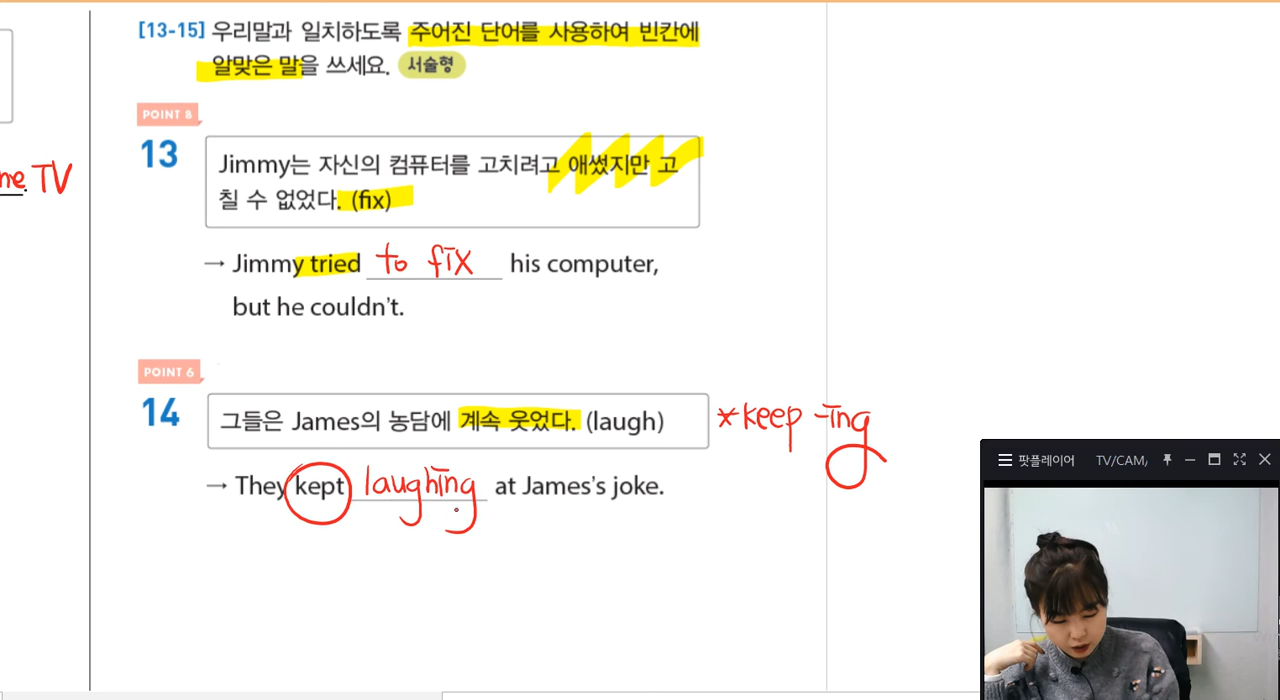 [13-15] 우리말과 일치하도록 주어진 단어를 사용하여 빈칸에
알맞은 말을 쓰세요. 서술형
POINT 8
13
Jimmy는 자신의 컴퓨터를 고치려고 애썼지만 고
칠 수 없었다. (fix)
me. TV
→ Jimmy tried to fix his computer,
but he couldn't.
POINT 6
14
그들은 James의 농담에 계속 웃었다. (laugh)
*keep -ing
→ They kept laughing at James's joke.
팟플레이어 TV/CAM/